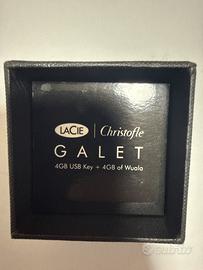 LACIE | Christofle
GALET
4GB USB Key + 4GB of Wuala